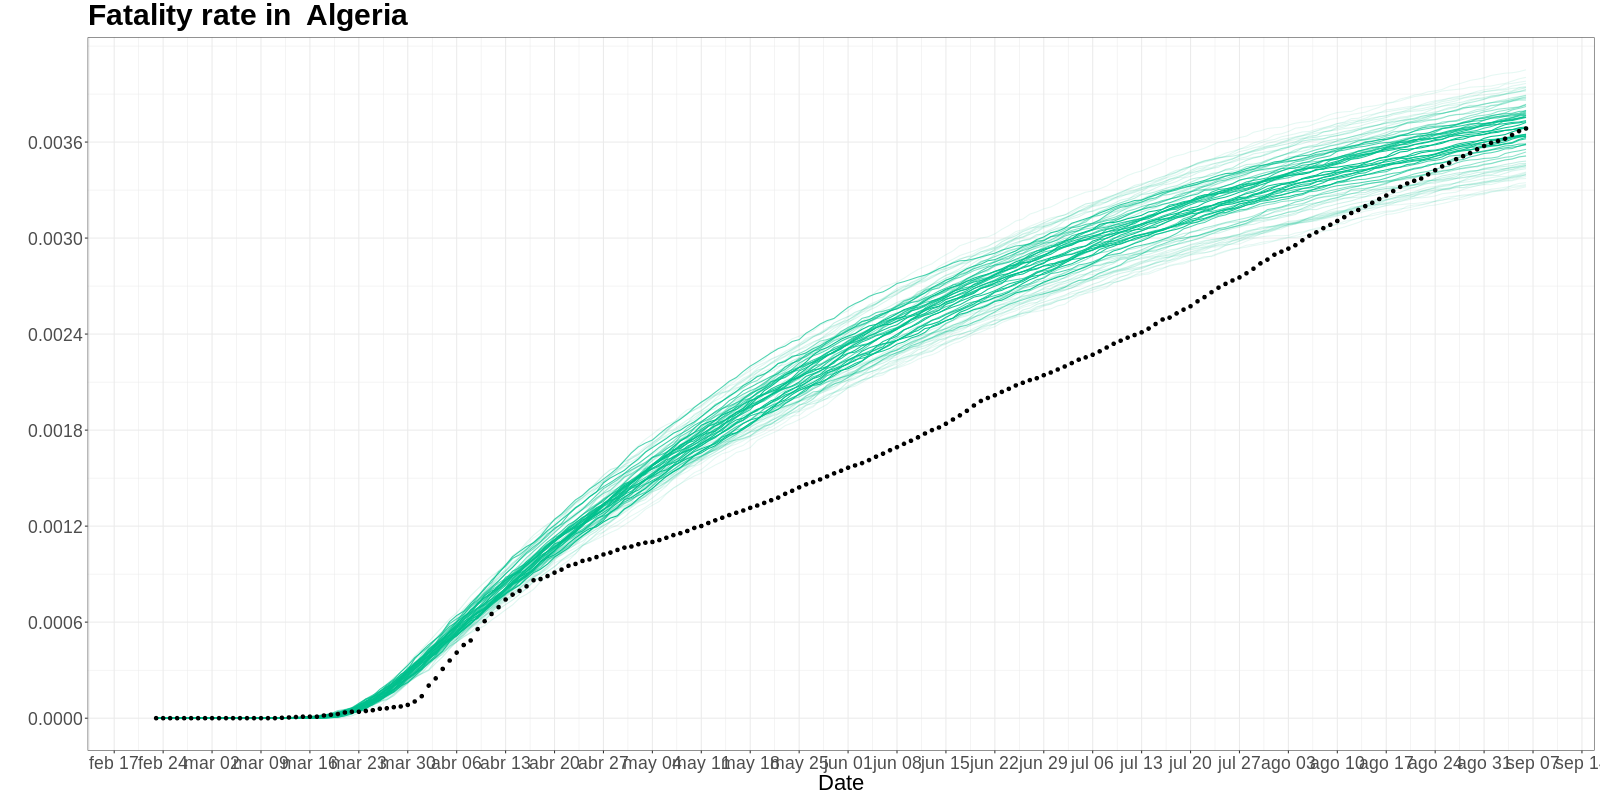 Fatality rate in  Algeria
0.0036
0.0030
0.0024
0.0018
0.0012
0.0006
0.0000
feb 17 feb 24 mar 02 mar 09 mar 16 mar 23 mar 30 abr 06 abr 13 abr 20 abr 27 may 04 may 11 may 18 may 25 jun 01 jun 08 jun 15 jun 22 jun 29 jul 06 jul 13 jul 20 jul 27 ago 03 ago 10 ago 17 ago 24 ago 31 sep 07 sep 14
Date